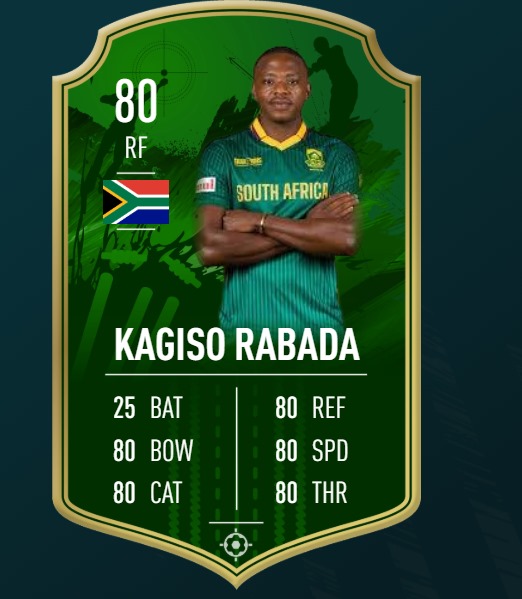 80
RF
SOUTH AFRICA
KAGISO RABADA
25 BAT
80 REF
80 BOW
80 SPD
80 CAT
80 THR